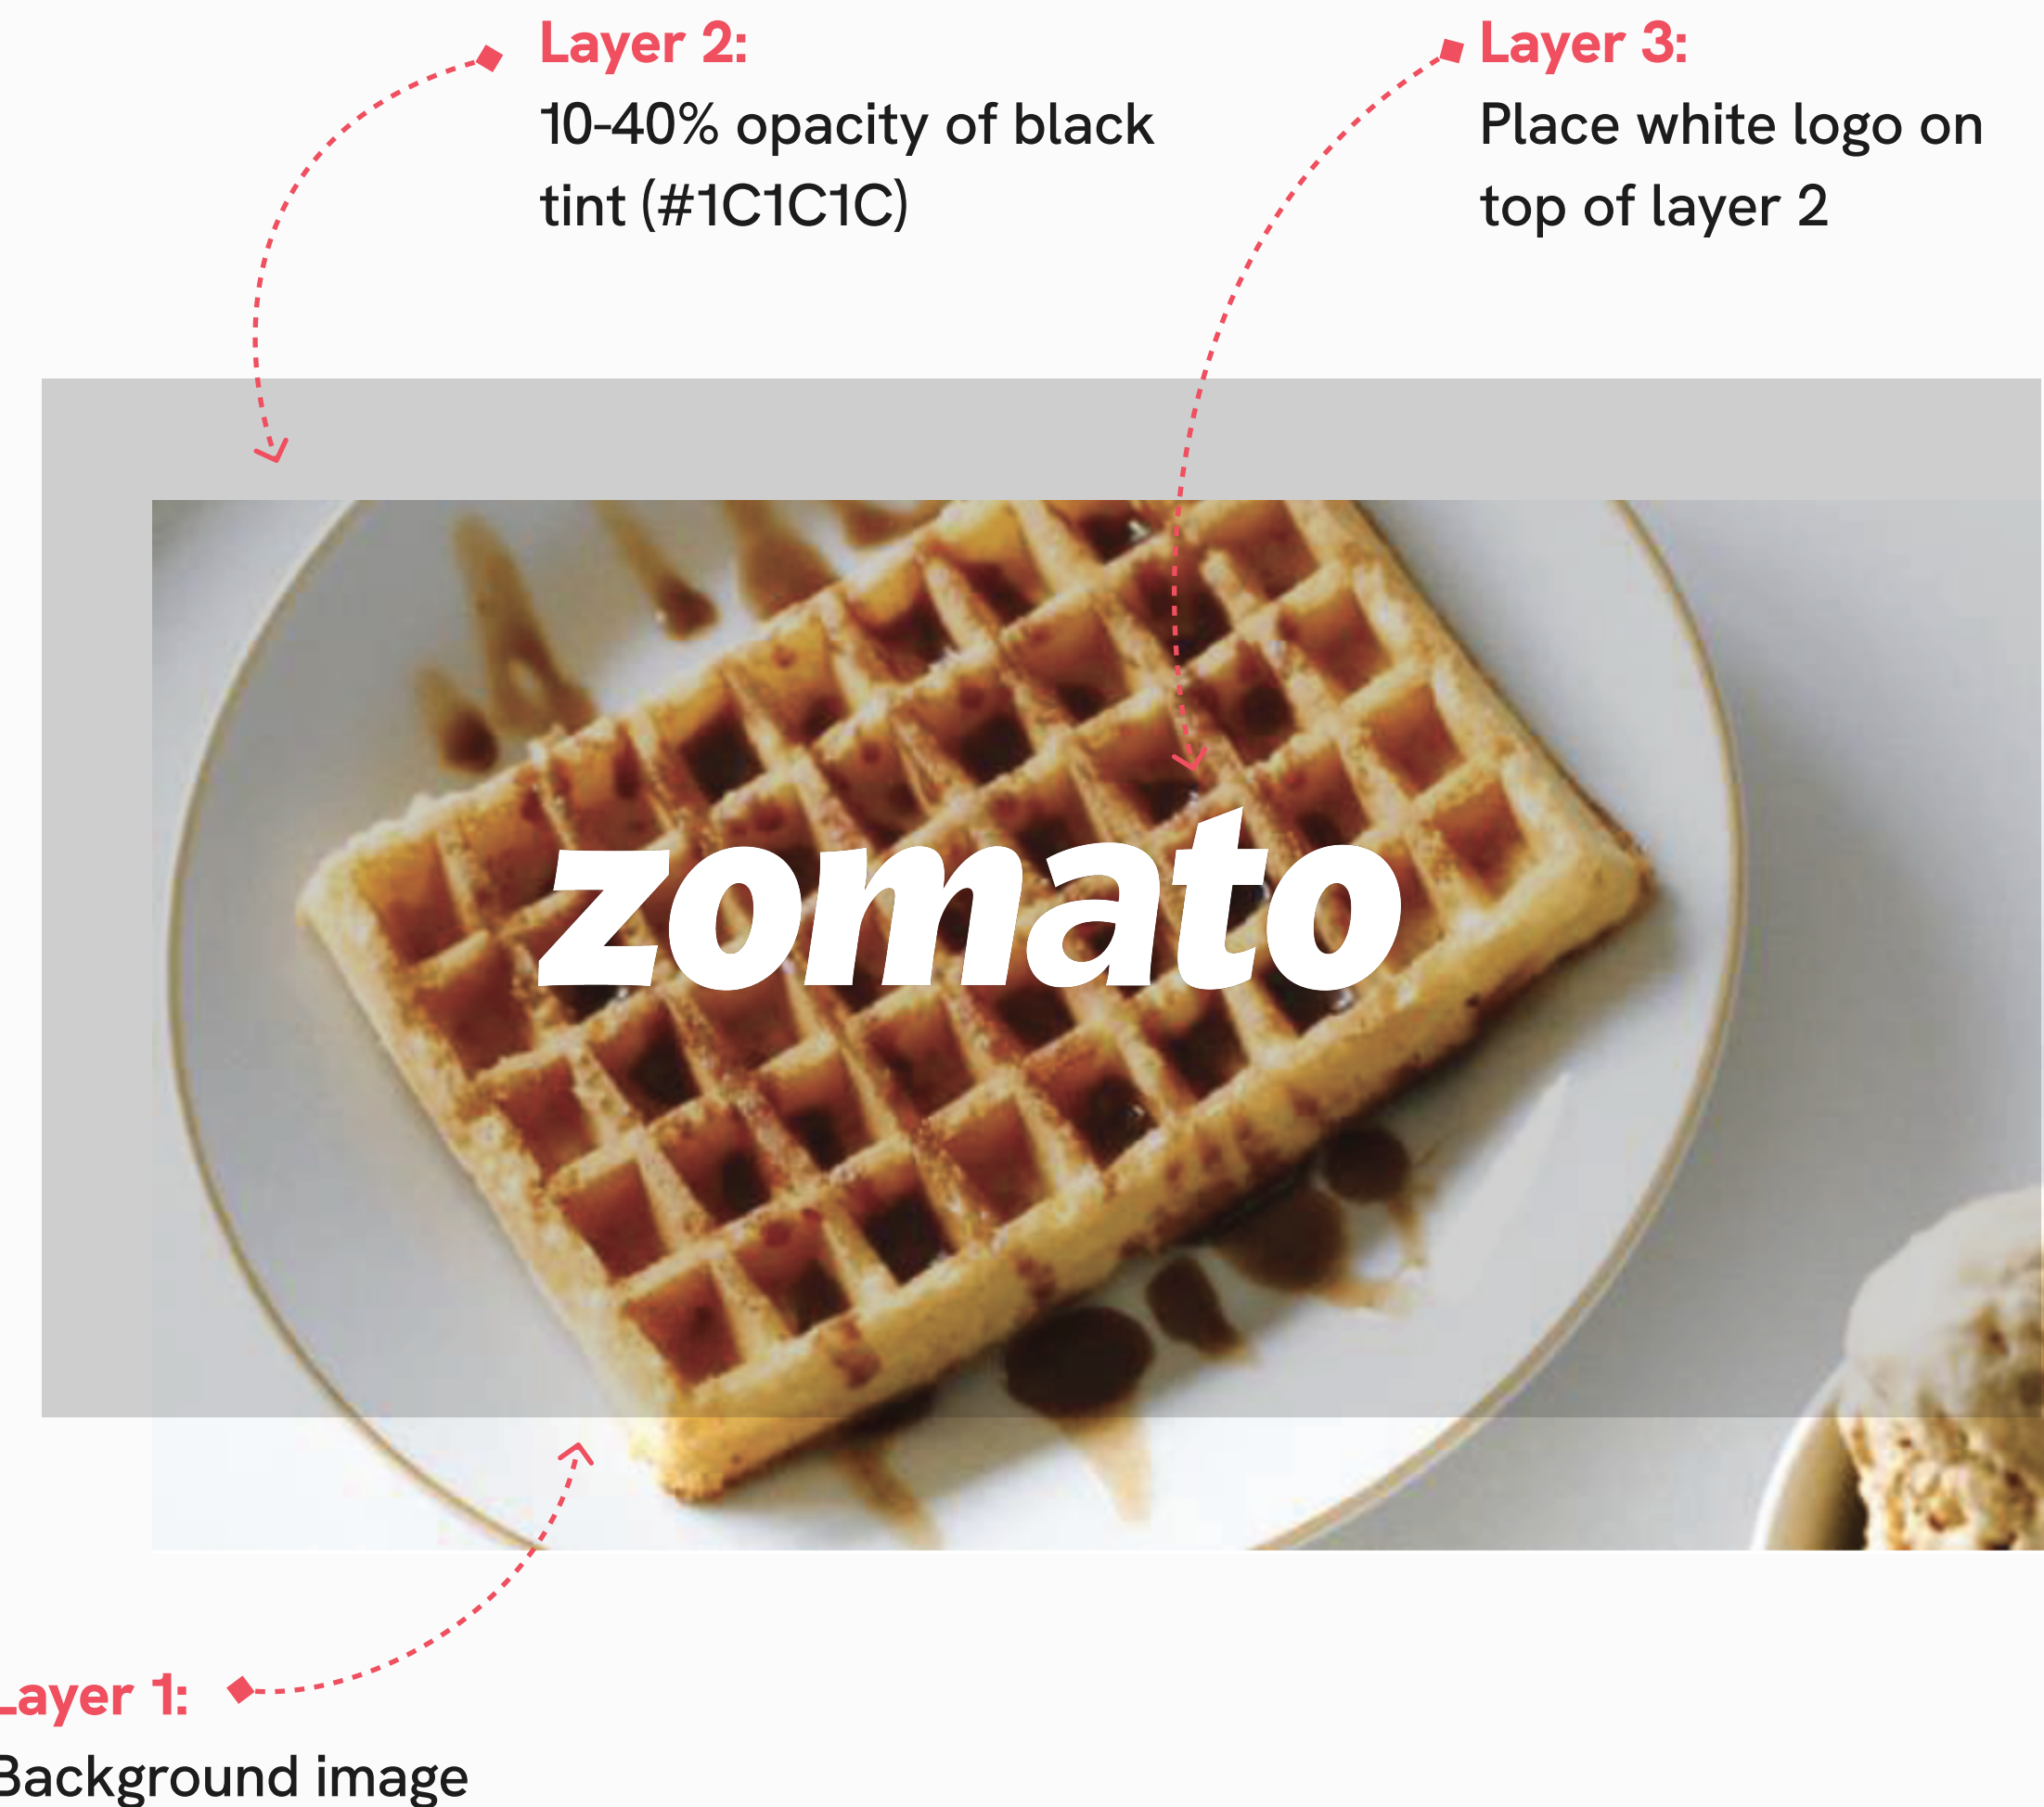 Layer 2:
10-40% opacity of black
tint (#1C1C1C)
Layer 3:
Place white logo on
top of layer 2
zomato
Layer 1:
Background image